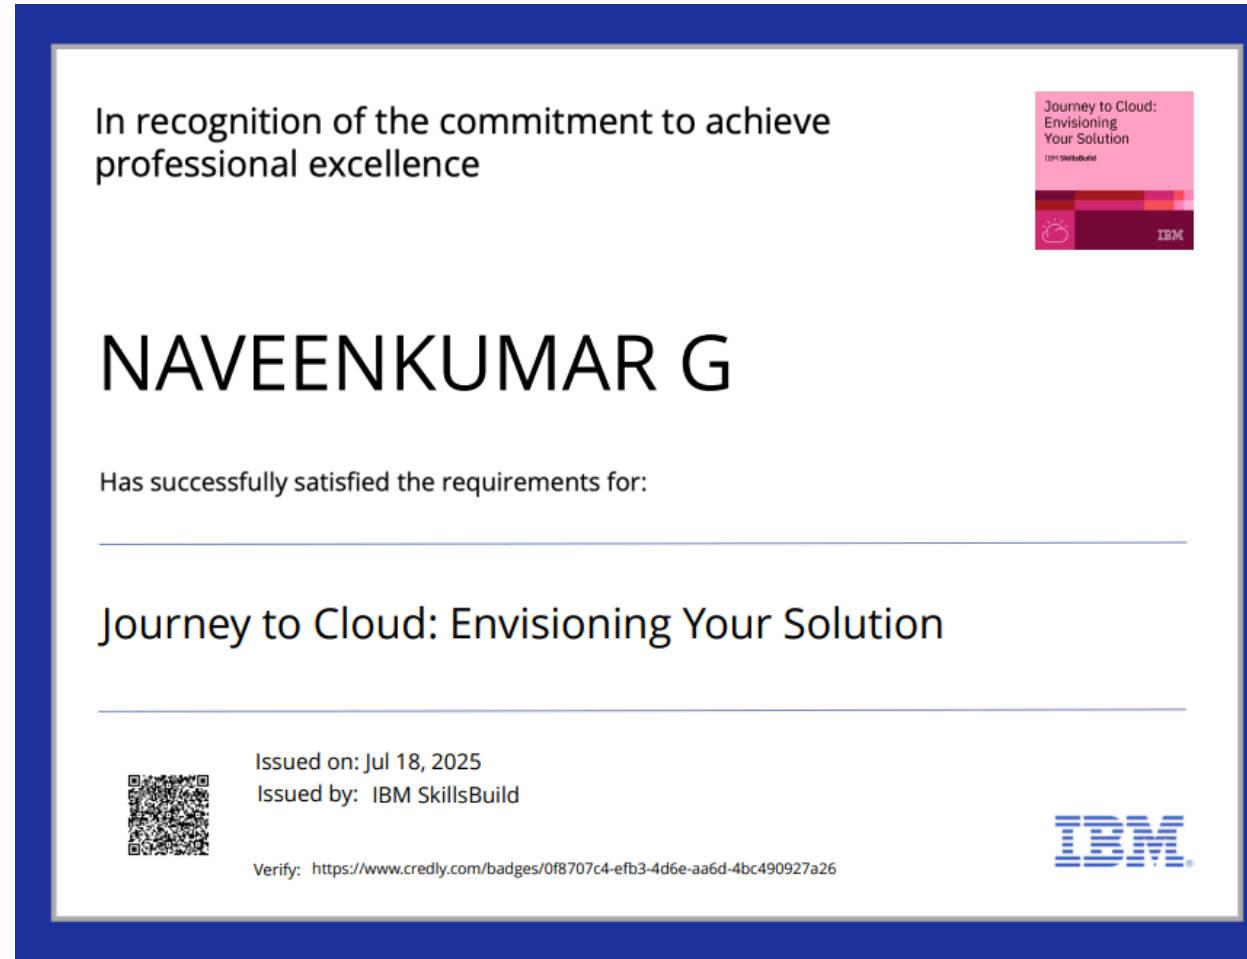 In recognition of the commitment to achieve
professional excellence
Journey to Cloud:
Envisioning
Your Solution
IBM SkillsBuild
IBM
NAVEENKUMAR G
Has successfully satisfied the requirements for:
Journey to Cloud: Envisioning Your Solution
Issued on: Jul 18, 2025
Issued by: IBM SkillsBuild
Verify: https://www.credly.com/badges/0f8707c4-efb3-4d6e-aa6d-4bc490927a26
IBM®